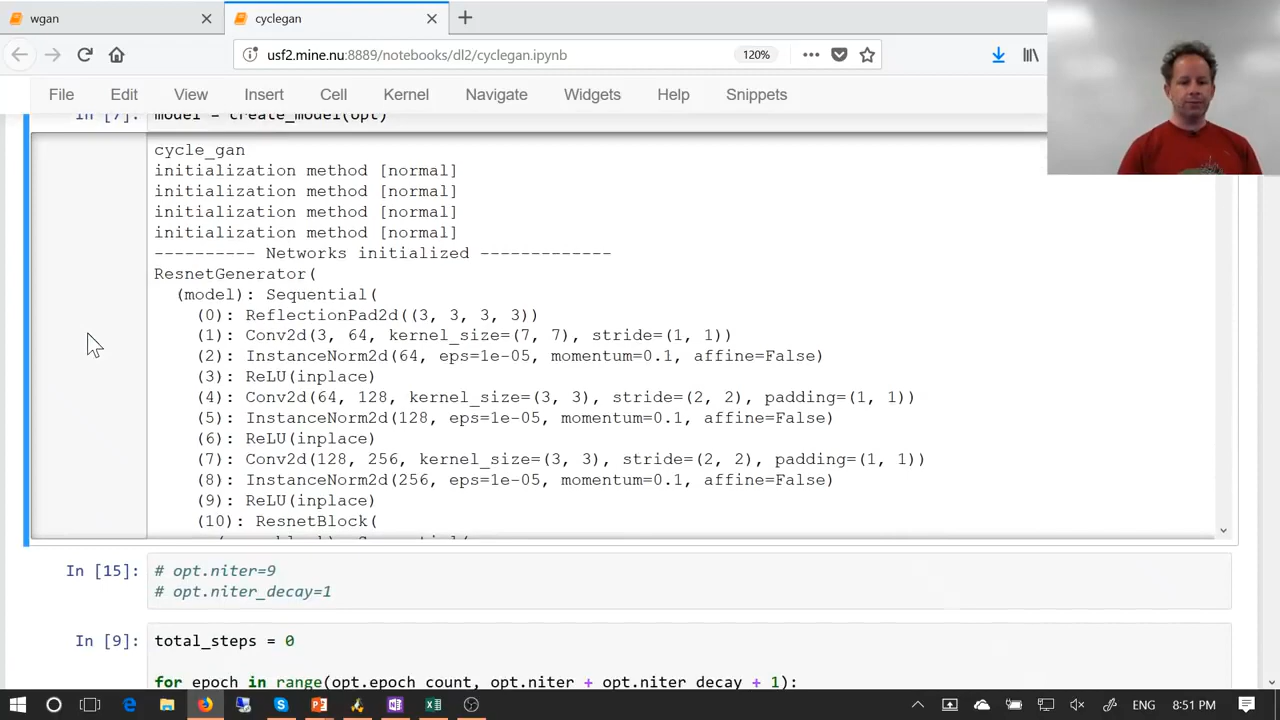 wgan
cyclegan
usf2.mine.nu:8889/notebooks/dl2/cyclegan.ipynb
120%
File Edit View Insert Cell Kernel Navigate Widgets Help Snippets
In [7]: model = create_model(opt)
cycle_gan
initialization method [normal]
initialization method [normal]
initialization method [normal]
initialization method [normal]
---------- Networks initialized -------------
ResnetGenerator(
(model): Sequential(
(0): ReflectionPad2d((3, 3, 3, 3))
(1): Conv2d(3, 64, kernel_size=(7, 7), stride=(1, 1))
(2): InstanceNorm2d(64, eps=1e-05, momentum=0.1, affine=False)
(3): ReLU(inplace)
(4): Conv2d(64, 128, kernel_size=(3, 3), stride=(2, 2), padding=(1, 1))
(5): InstanceNorm2d(128, eps=1e-05, momentum=0.1, affine=False)
(6): ReLU(inplace)
(7): Conv2d(128, 256, kernel_size=(3, 3), stride=(2, 2), padding=(1, 1))
(8): InstanceNorm2d(256, eps=1e-05, momentum=0.1, affine=False)
(9): ReLU(inplace)
(10): ResnetBlock(
In [15]: # opt.niter=9
# opt.niter_decay=1
In [9]: total_steps = 0
for epoch in range(opt.epoch_count, opt.niter + opt.niter_decay + 1):
ENG 8:51 PM